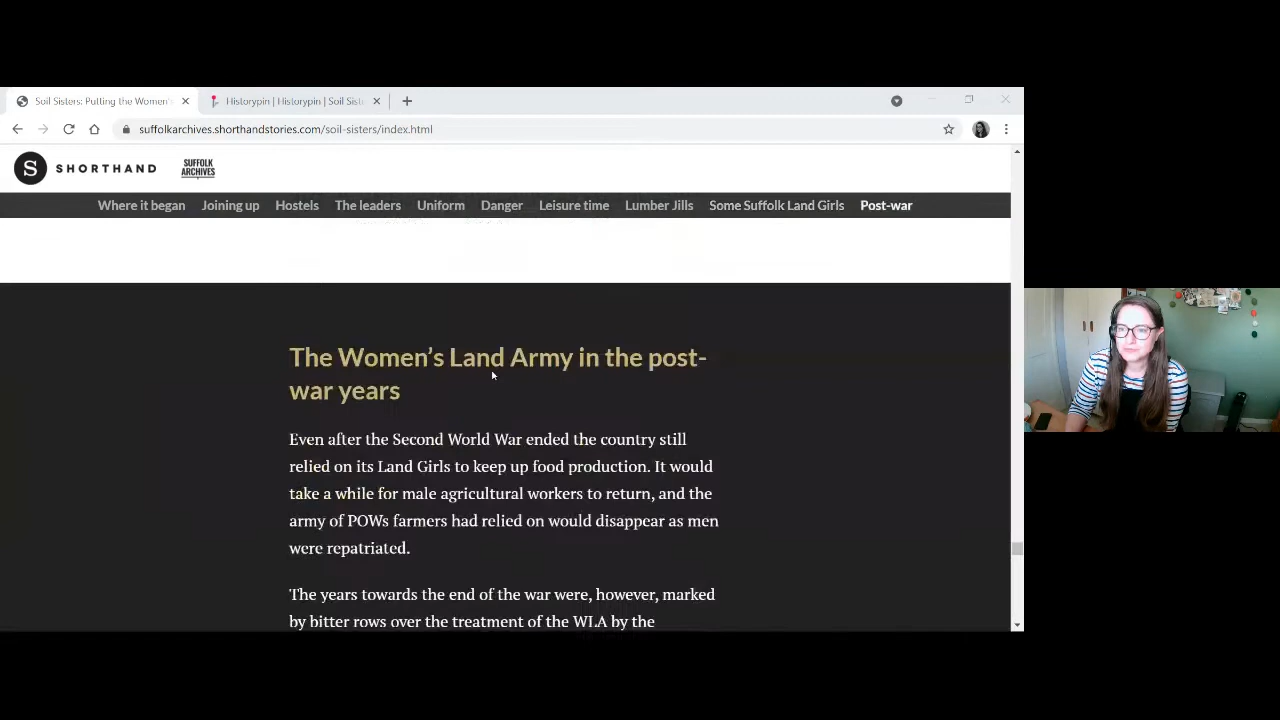 Soil Sisters: Putting the Women's
Historypin | Historypin | Soil Sist
suffolkarchives.shorthandstories.com/soil-sisters/index.html
S SHORTHAND
SUFFOLK
ARCHIVES
Where it began Joining up Hostels The leaders Uniform Danger Leisure time Lumber Jills Some Suffolk Land Girls Post-war
The Women's Land Army in the post-
war years
Even after the Second World War ended the country still
relied on its Land Girls to keep up food production. It would
take a while for male agricultural workers to return, and the
army of POWs farmers had relied on would disappear as men
were repatriated.
The years towards the end of the war were, however, marked
by bitter rows over the treatment of the WLA by the